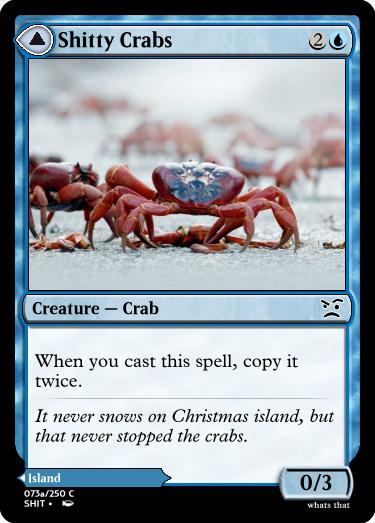 Shitty Crabs 2
Creature — Crab
When you cast this spell, copy it
twice.
It never snows on Christmas island, but
that never stopped the crabs.
Island
0/3
073a/250 C
SHIT •
whats that